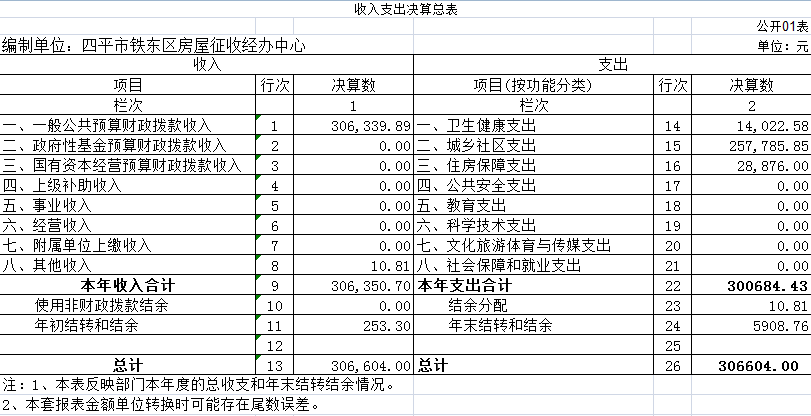 收入支出决算总表
公开01表
编制单位：四平市铁东区房屋征收经办中心 单位：元
收入 支出
项目 行次 决算数 项目(按功能分类) 行次 决算数
栏次 1 栏次 2
一、一般公共预算财政拨款收入 1 306,339.89 一、卫生健康支出 14 14,022.58
二、政府性基金预算财政拨款收入 2 0.00 二、城乡社区支出 15 257,785.85
三、国有资本经营预算财政拨款收入 3 0.00 三、住房保障支出 16 28,876.00
四、上级补助收入 4 0.00 四、公共安全支出 17 0.00
五、事业收入 5 0.00 五、教育支出 18 0.00
六、经营收入 6 0.00 六、科学技术支出 19 0.00
七、附属单位上缴收入 7 0.00 七、文化旅游体育与传媒支出 20 0.00
八、其他收入 8 10.81 八、社会保障和就业支出 21 0.00
本年收入合计 9 306,350.70 本年支出合计 22 300684.43
使用非财政拨款结余 10 0.00 结余分配 23 10.81
年初结转和结余 11 253.30 年末结转和结余 24 5908.76
12 25
总计 13 306,604.00 总计 26 306604.00
注：1、本表反映部门本年度的总收支和年末结转结余情况。
2、本套报表金额单位转换时可能存在尾数误差。